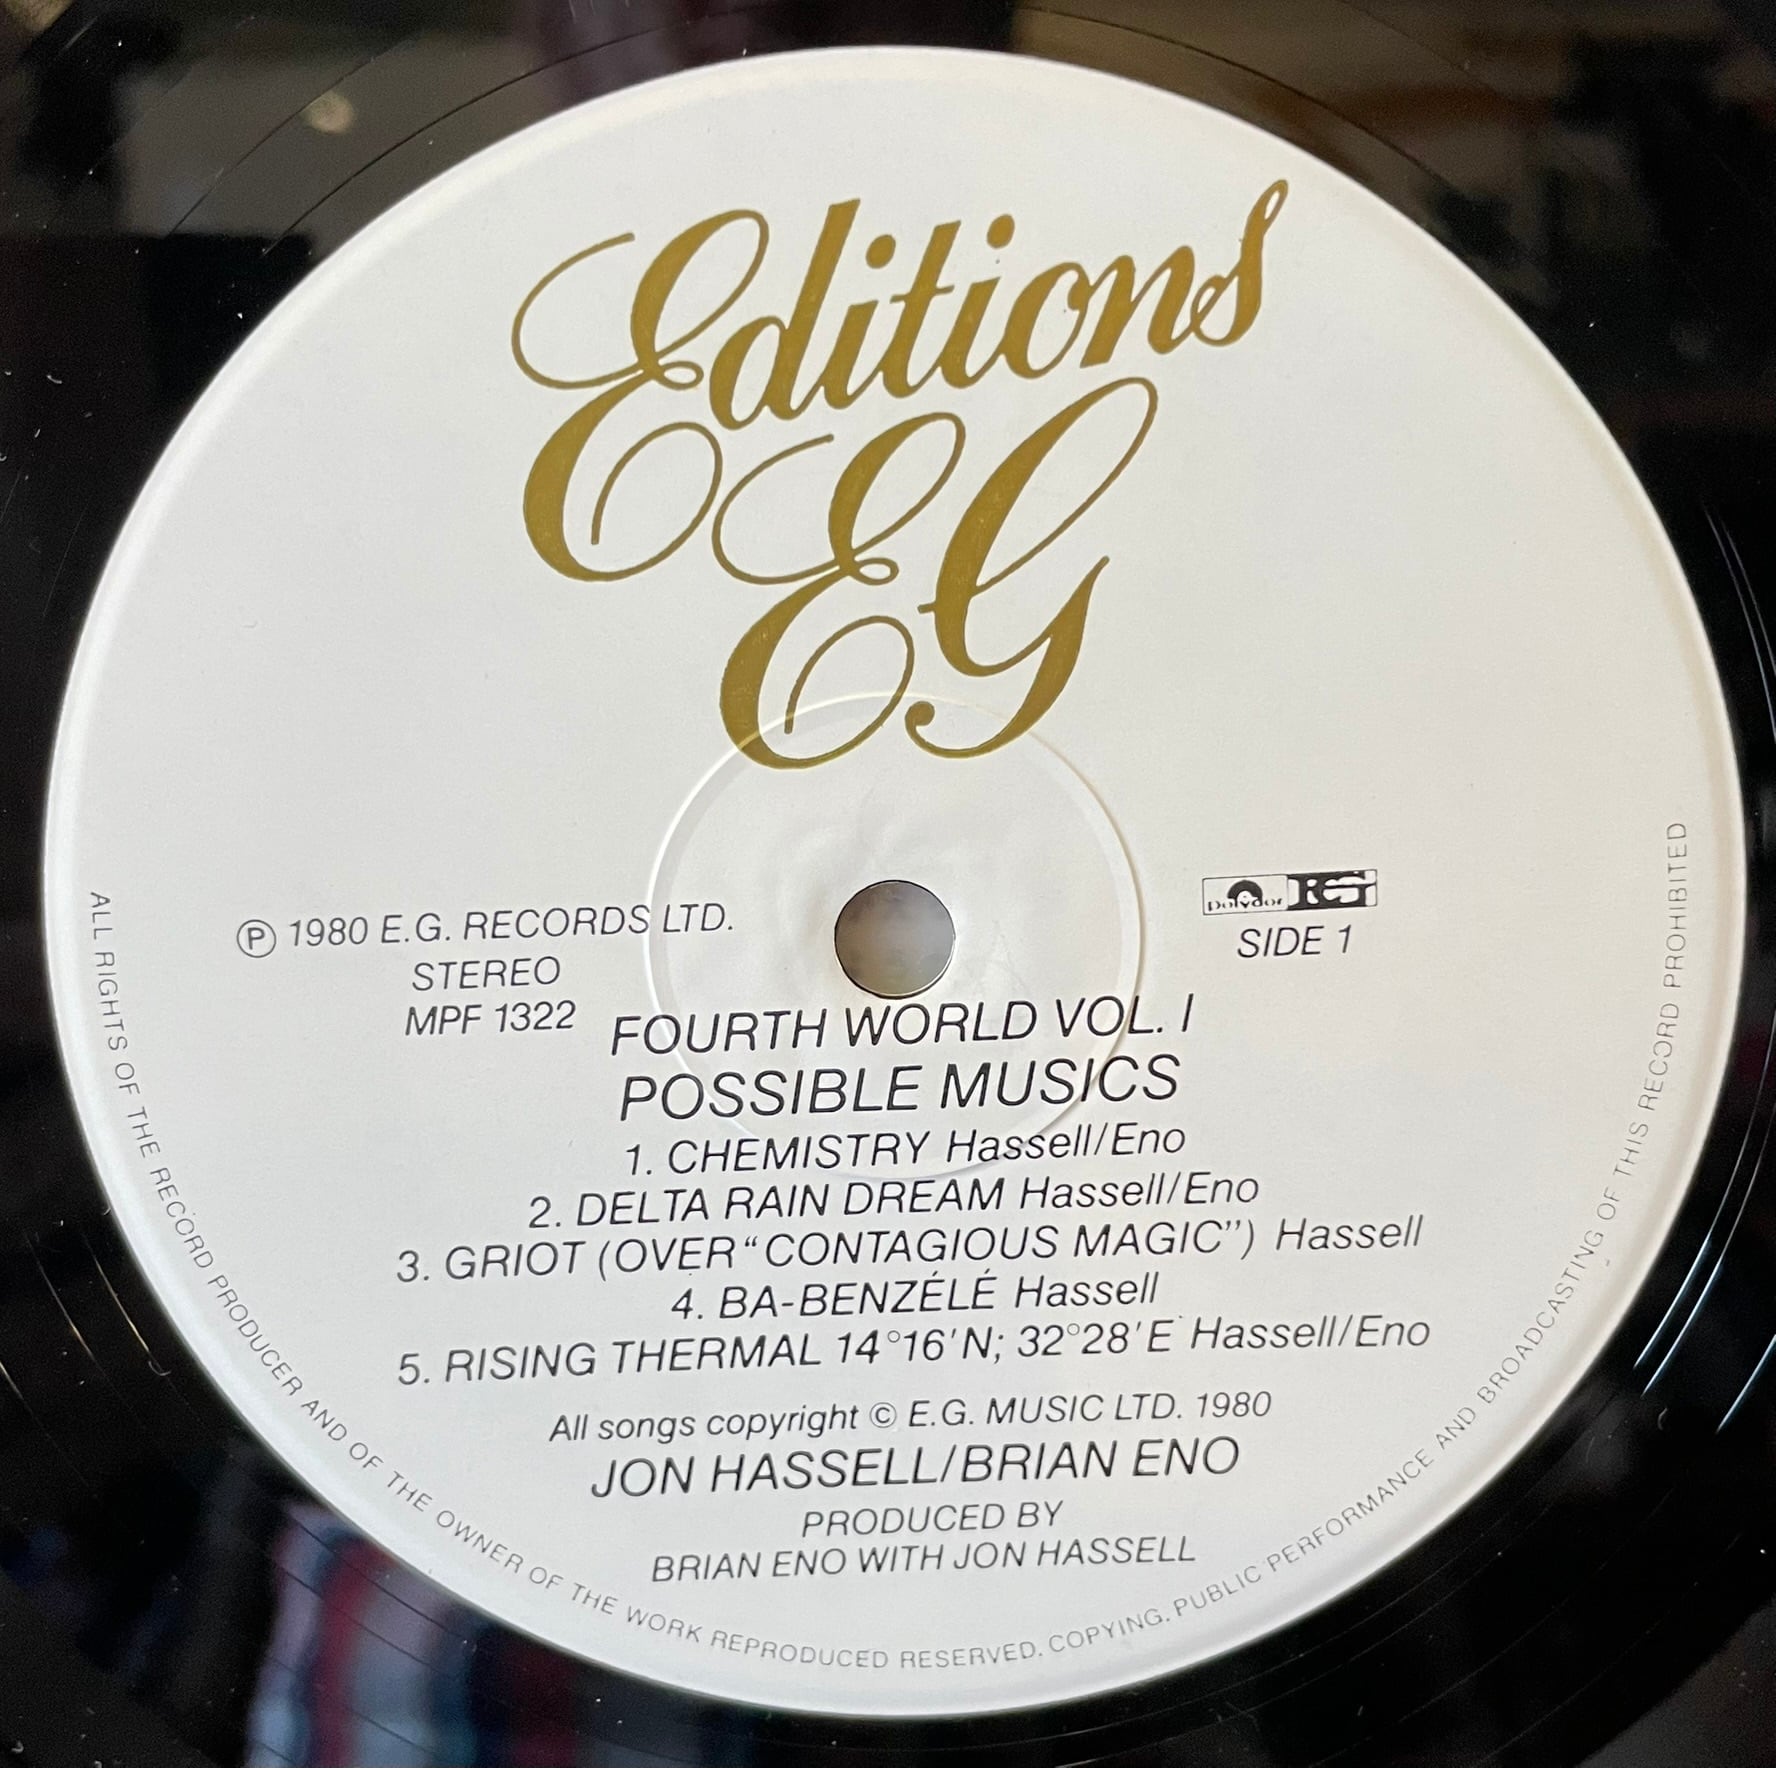 Editions
EG
Ⓟ 1980 E.G. RECORDS LTD.
STEREO
MPF 1322
polydor EG
SIDE 1
FOURTH WORLD VOL. I
POSSIBLE MUSICS
1. CHEMISTRY Hassell/Eno
2. DELTA RAIN DREAM Hassell/Eno
3. GRIOT (OVER “CONTAGIOUS MAGIC”) Hassell
4. BA-BENZÉLÉ Hassell
5. RISING THERMAL 14°16'N; 32°28'E Hassell/Eno
All songs copyright © E.G. MUSIC LTD. 1980
JON HASSELL/BRIAN ENO
PRODUCED BY
BRIAN ENO WITH JON HASSELL
ALL RIGHTS OF THE RECORD PRODUCER AND OF THE OWNER OF THE WORK REPRODUCED RESERVED. COPYING, PUBLIC PERFORMANCE AND BROADCASTING OF THIS RECORD PROHIBITED